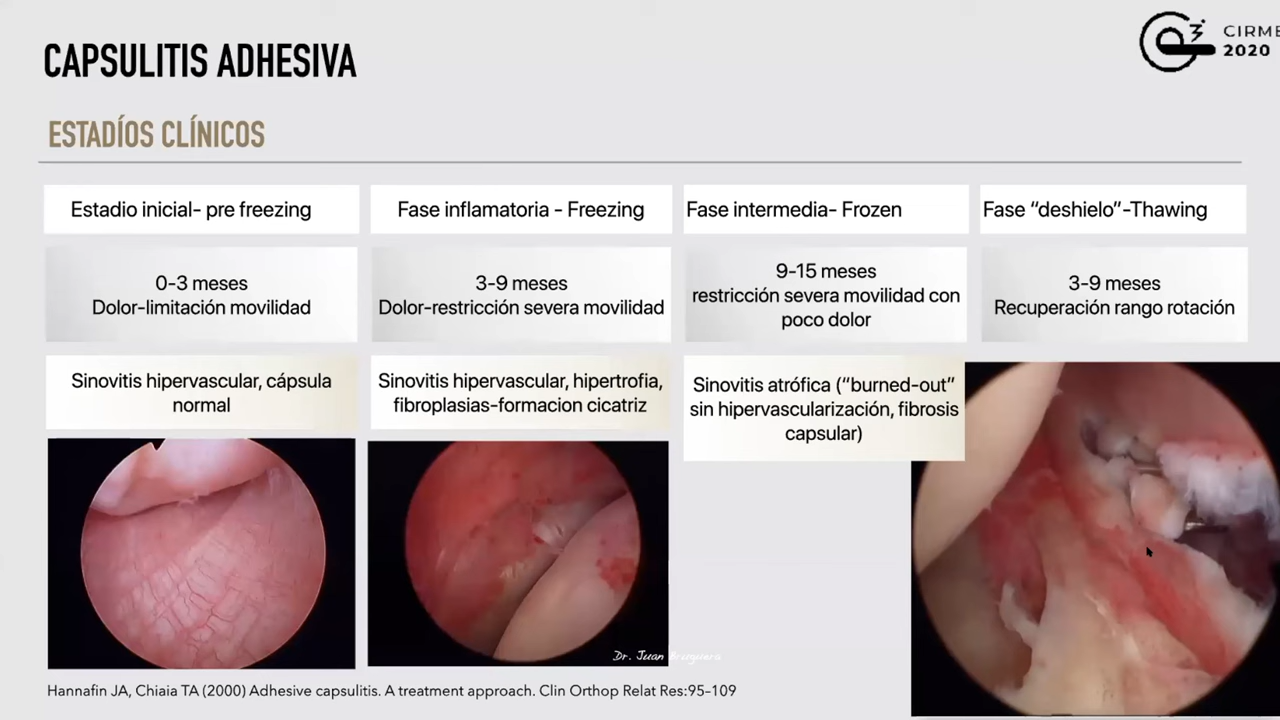 CAPSULITIS ADHESIVA
CIRME
2020
ESTADÍOS CLÍNICOS
Estadio inicial- pre freezing
Fase inflamatoria - Freezing
Fase intermedia- Frozen
Fase “deshielo”-Thawing
0-3 meses
Dolor-limitación movilidad
3-9 meses
Dolor-restricción severa movilidad
9-15 meses
restricción severa movilidad con
poco dolor
3-9 meses
Recuperación rango rotación
Sinovitis hipervascular, cápsula
normal
Sinovitis hipervascular, hipertrofia,
fibroplasias-formacion cicatriz
Sinovitis atrófica (“burned-out”
sin hipervascularización, fibrosis
capsular)
Dr. Juan Bruguera
Hannafin JA, Chiaia TA (2000) Adhesive capsulitis. A treatment approach. Clin Orthop Relat Res:95–109